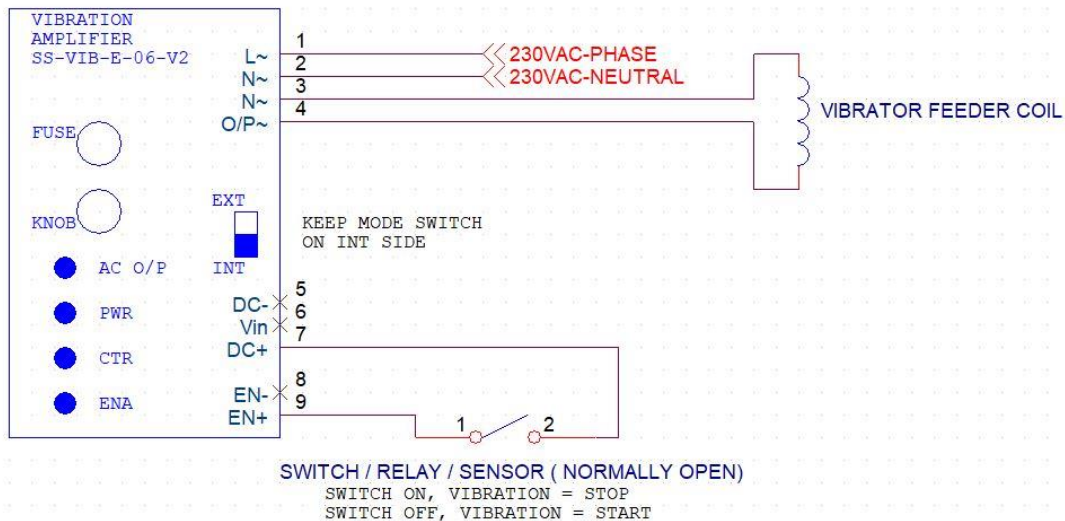 VIBRATION
AMPLIFIER
SS-VIB-E-06-V2
L~ 1
230VAC-PHASE
N~ 2
230VAC-NEUTRAL
N~ 3
O/P~ 4
VIBRATOR FEEDER COIL
FUSE
KNOB
EXT
INT
KEEP MODE SWITCH
ON INT SIDE
AC O/P
PWR
CTR
ENA
DC- 5
Vin 6
DC+ 7
EN- 8
EN+ 9
1 2
SWITCH / RELAY / SENSOR ( NORMALLY OPEN)
SWITCH ON, VIBRATION = STOP
SWITCH OFF, VIBRATION = START